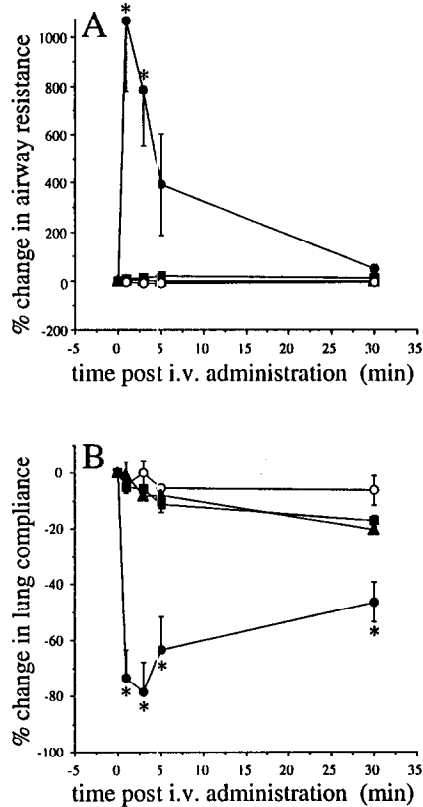 A
% change in airway resistance
1000
800
600
400
200
0
-200
* *
-5 0 5 10 15 20 25 30 35
time post i.v. administration (min)
B
% change in lung compliance
0
-20
-40
-60
-80
-100
* * * *
-5 0 5 10 15 20 25 30 35
time post i.v. administration (min)